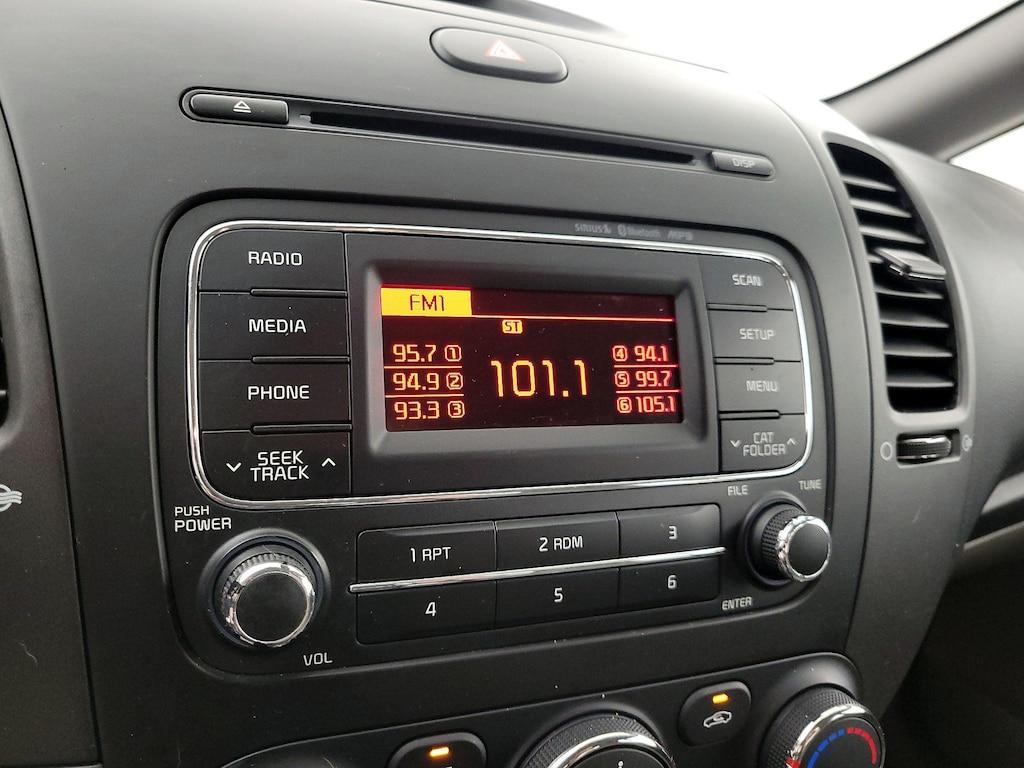 DISP
SIRIUS Bluetooth MP3
RADIO
MEDIA
PHONE
SEEK
TRACK
FM1
ST
95.7 1
94.9 2
93.3 3
101.1
4 94.1
5 99.7
6 105.1
SCAN
SETUP
MENU
CAT
FOLDER
PUSH
POWER
VOL
1 RPT
2 RDM
3
4
5
6
FILE
TUNE
ENTER